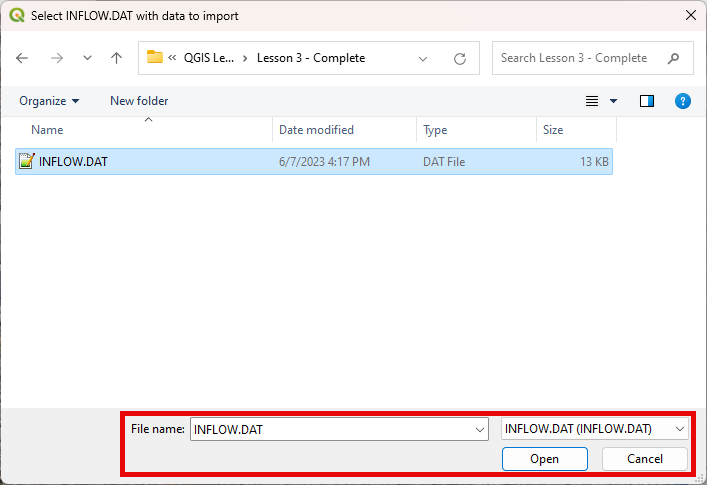 Select INFLOW.DAT with data to import
« QGIS Le... > Lesson 3 - Complete
Search Lesson 3 - Complete
Organize New folder
?
Name Date modified Type Size
INFLOW.DAT 6/7/2023 4:17 PM DAT File 13 KB
File name: INFLOW.DAT INFLOW.DAT (INFLOW.DAT)
Open Cancel